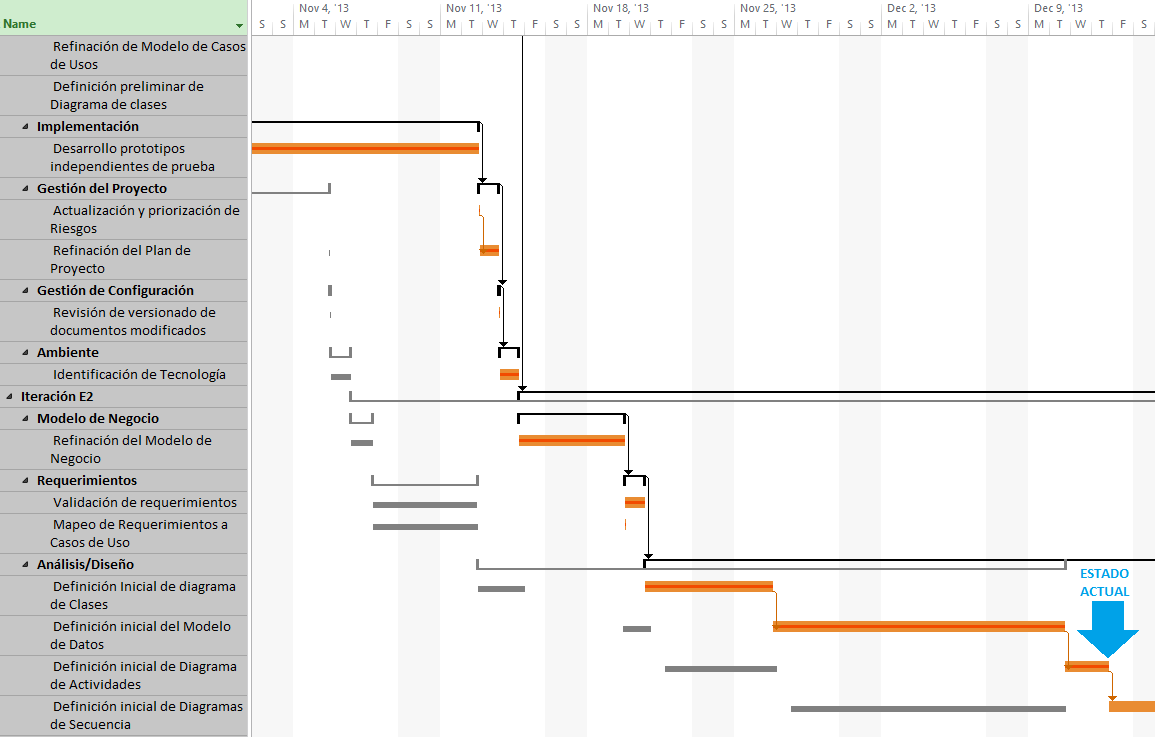 Nov 4, '13 Nov 11, '13 Nov 18, '13 Nov 25, '13 Dec 2, '13 Dec 9, '13
Name S S M T W T F S S M T W T F S S M T W T F S S M T W T F S S M T W T F S S M T W T F S
Refinación de Modelo de Casos
de Usos
Definición preliminar de
Diagrama de clases
Implementación
Desarrollo prototipos
independientes de prueba
Gestión del Proyecto
Actualización y priorización de
Riesgos
Refinación del Plan de
Proyecto
Gestión de Configuración
Revisión de versionado de
documentos modificados
Ambiente
Identificación de Tecnología
Iteración E2
Modelo de Negocio
Refinación del Modelo de
Negocio
Requerimientos
Validación de requerimientos
Mapeo de Requerimientos a
Casos de Uso
Análisis/Diseño
Definición Inicial de diagrama
de Clases
Definición inicial del Modelo
de Datos
Definición inicial de Diagrama
de Actividades
Definición inicial de Diagramas
de Secuencia
ESTADO
ACTUAL